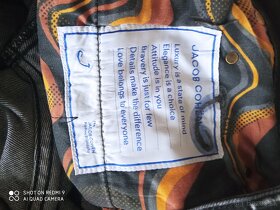 JACOB COHËN
Luxury is a state of mind
Elegance is a choice
Attitude is in you
Bravery is just for few
Details make the difference
Love belongs to everyone
J
SHOT ON REDMI 9
AI QUAD CAMERA